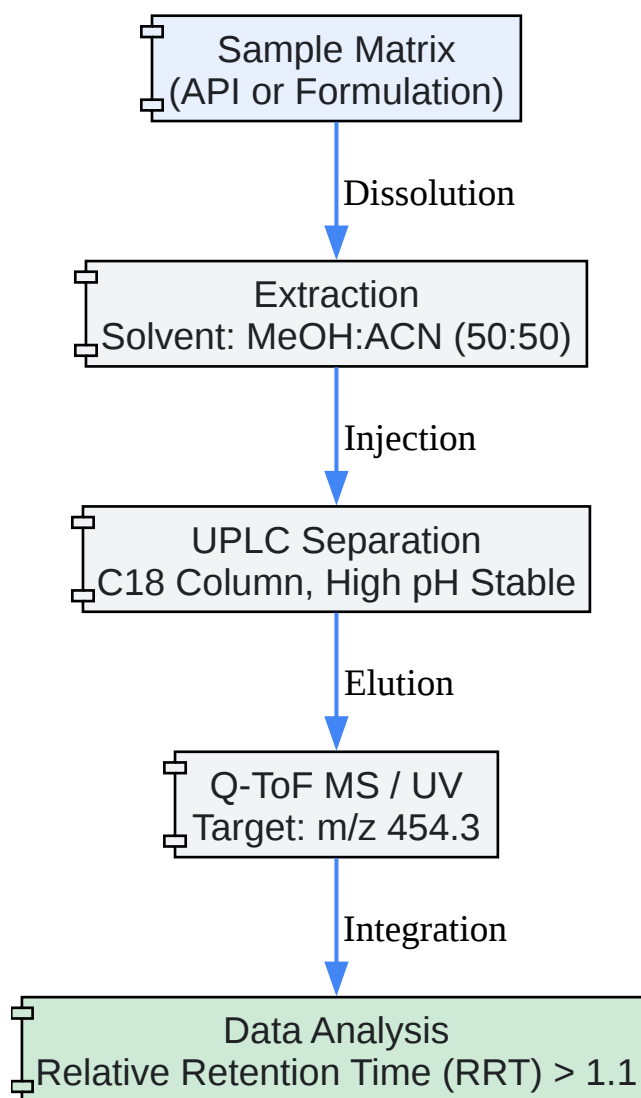 Sample Matrix
(API or Formulation)
Dissolution
Extraction
Solvent: MeOH:ACN (50:50)
Injection
UPLC Separation
C18 Column, High pH Stable
Elution
Q-ToF MS / UV
Target: m/z 454.3
Integration
Data Analysis
Relative Retention Time (RRT) > 1.1